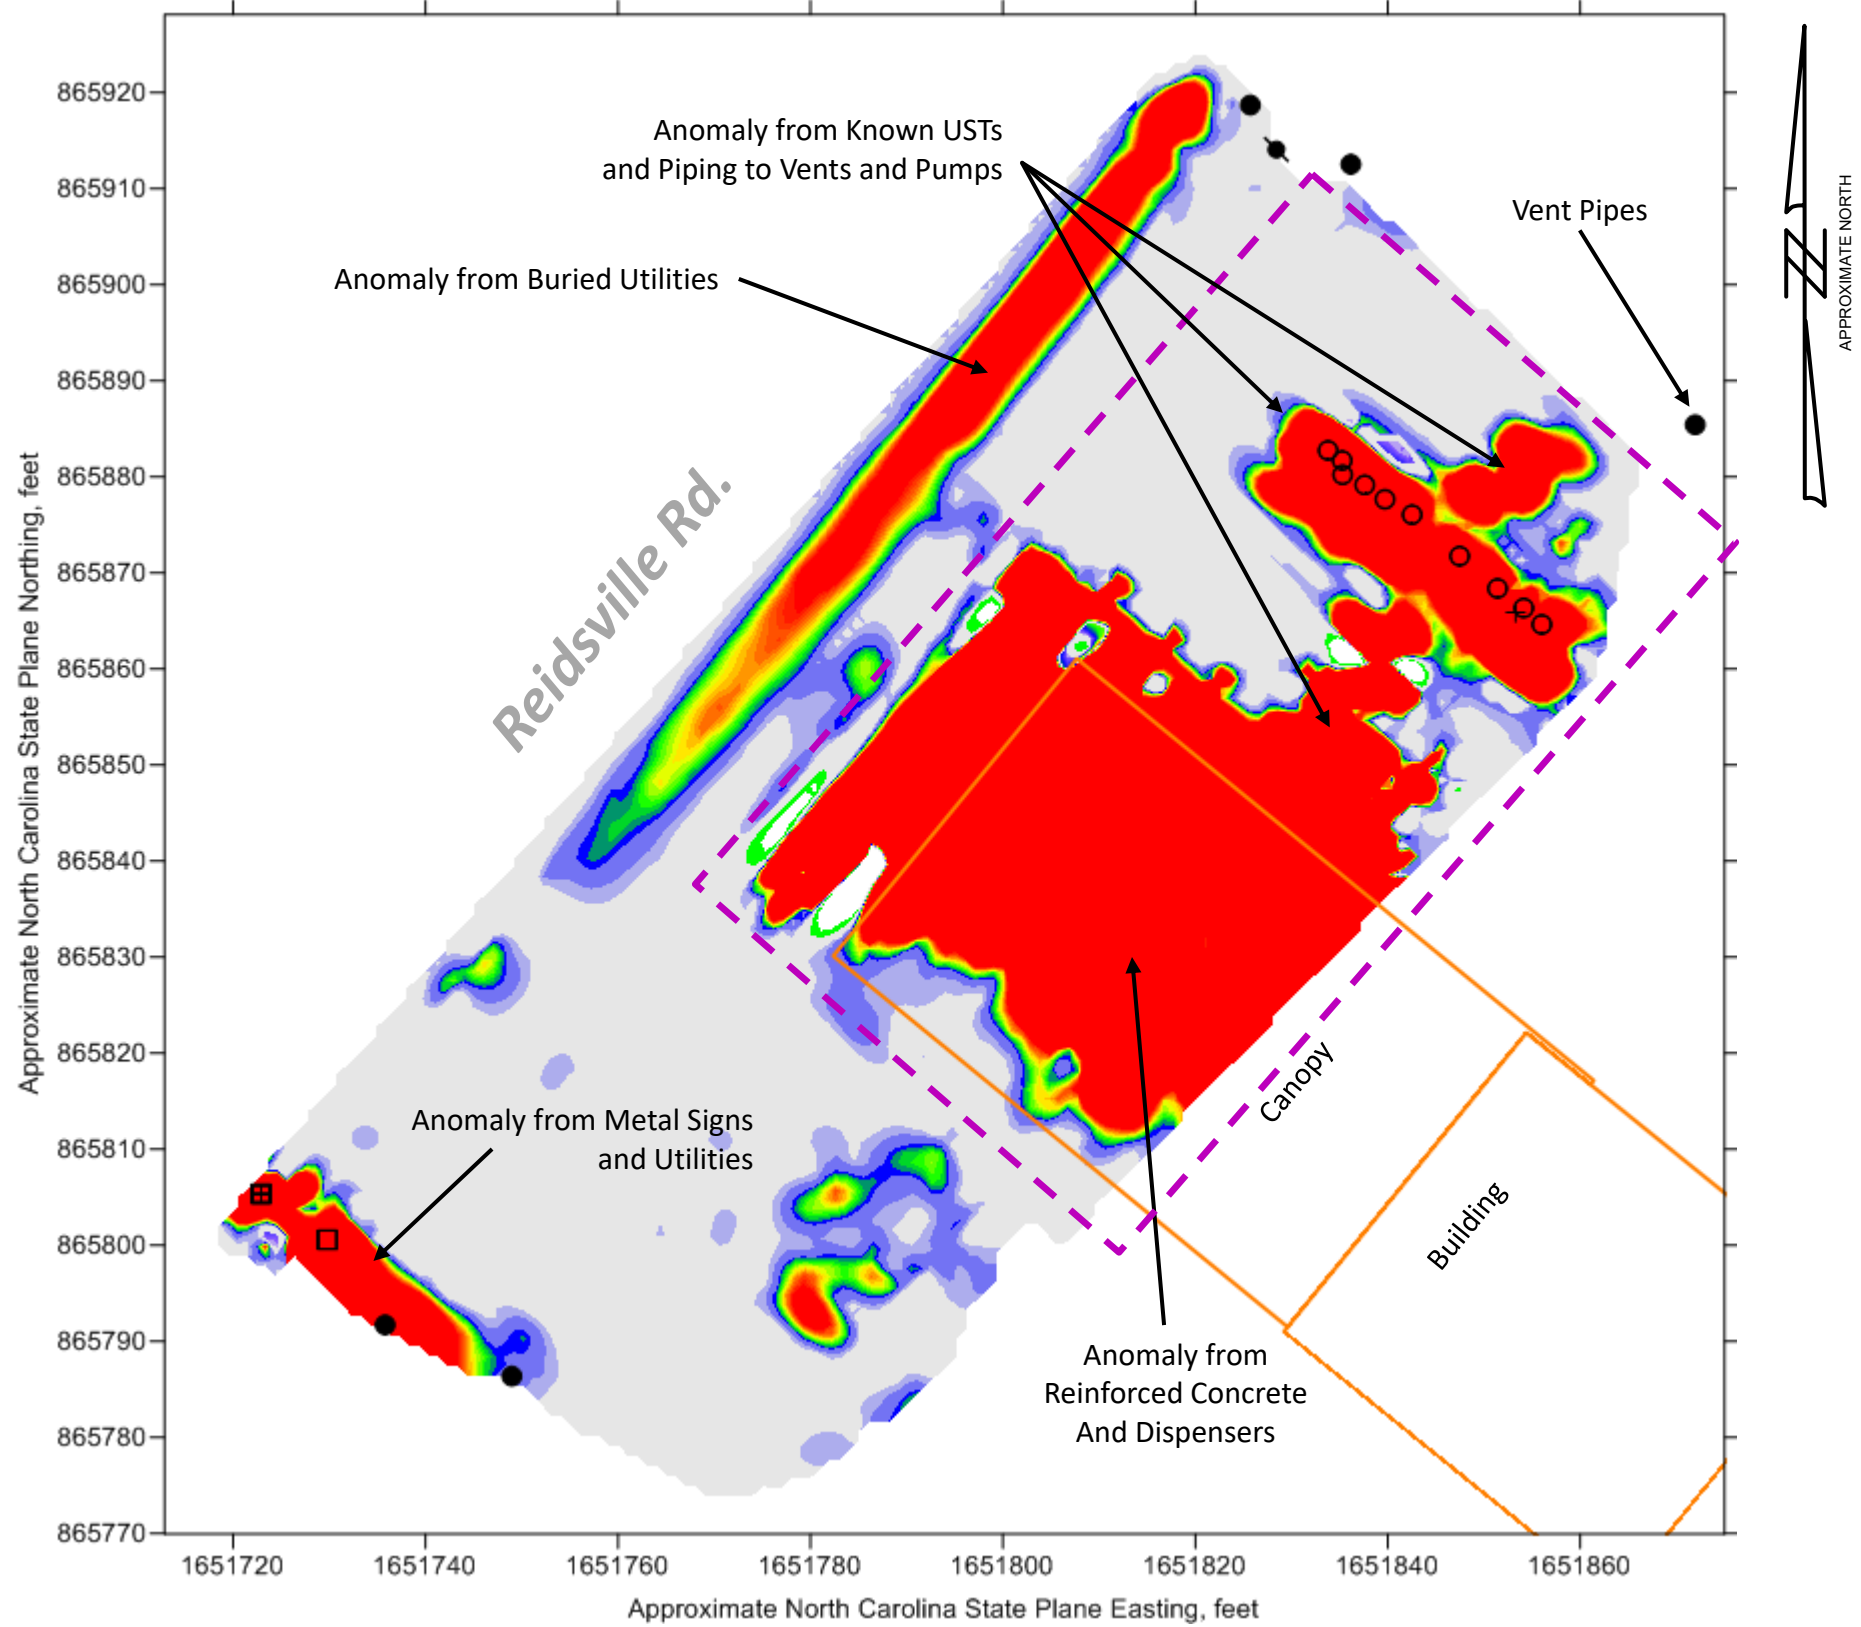 Anomaly from Known USTs
and Piping to Vents and Pumps
Vent Pipes
Anomaly from Buried Utilities
Reidsville Rd.
Anomaly from Metal Signs
and Utilities
Canopy
Building
Anomaly from
Reinforced Concrete
And Dispensers
N
APPROXIMATE NORTH
Approximate North Carolina State Plane Northing, feet
865920
865910
865900
865890
865880
865870
865860
865850
865840
865830
865820
865810
865800
865790
865780
865770
1651720 1651740 1651760 1651780 1651800 1651820 1651840 1651860
Approximate North Carolina State Plane Easting, feet